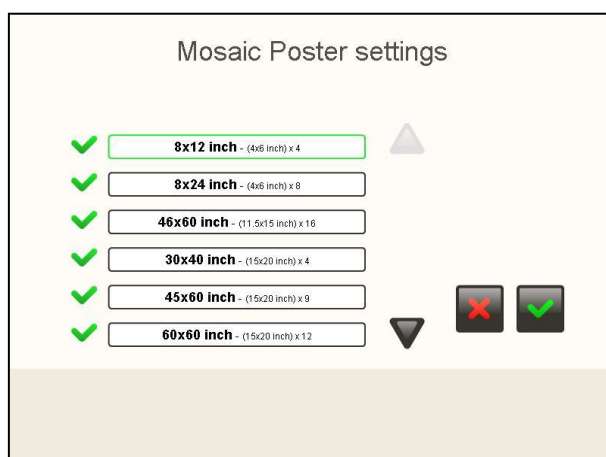 Mosaic Poster settings
8x12 inch - (4x6 inch) x 4
8x24 inch - (4x6 inch) x 8
46x60 inch - (11.5x15 inch) x 16
30x40 inch - (15x20 inch) x 4
45x60 inch - (15x20 inch) x 9
60x60 inch - (15x20 inch) x 12